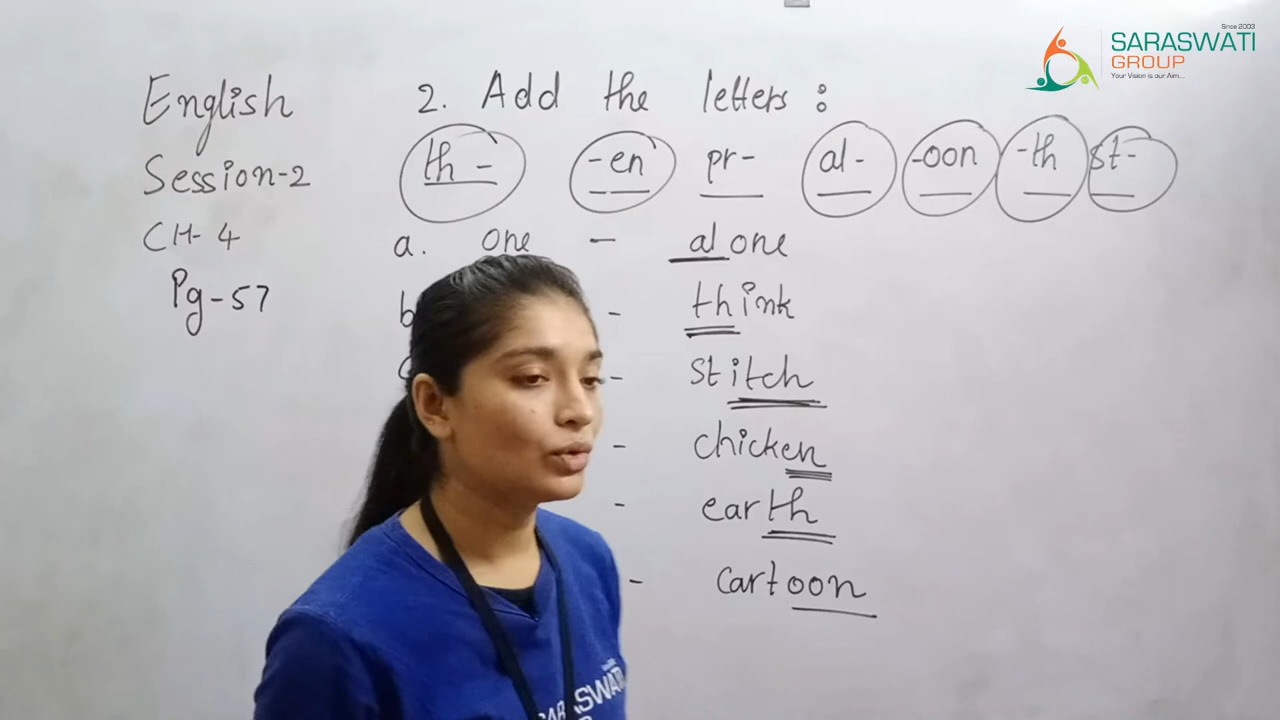 Since 2003
SARASWATI
GROUP
Your Vision is our Aim...
English
Session-2
CH-4
Pg-57
2. Add the letters :
th- -en pr- al- -oon -th st-
a. one - alone
b - think
- stitch
- chicken
- earth
- cartoon
SARASWATI